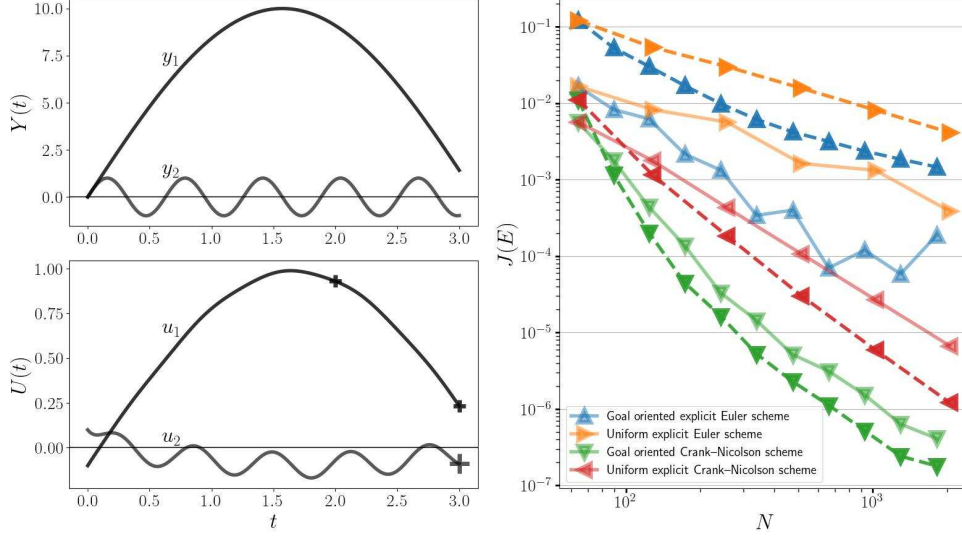 10.0
7.5
5.0
2.5
0.0
Y(t)
y₁
y₂
0.0 0.5 1.0 1.5 2.0 2.5 3.0
1.00
0.75
0.50
0.25
0.00
U(t)
u₁
u₂
0.0 0.5 1.0 1.5 2.0 2.5 3.0
t
10⁻¹
10⁻²
10⁻³
10⁻⁴
10⁻⁵
10⁻⁶
10⁻⁷
J(E)
Goal oriented explicit Euler scheme
Uniform explicit Euler scheme
Goal oriented Crank–Nicolson scheme
Uniform explicit Crank–Nicolson scheme
10² 10³
N